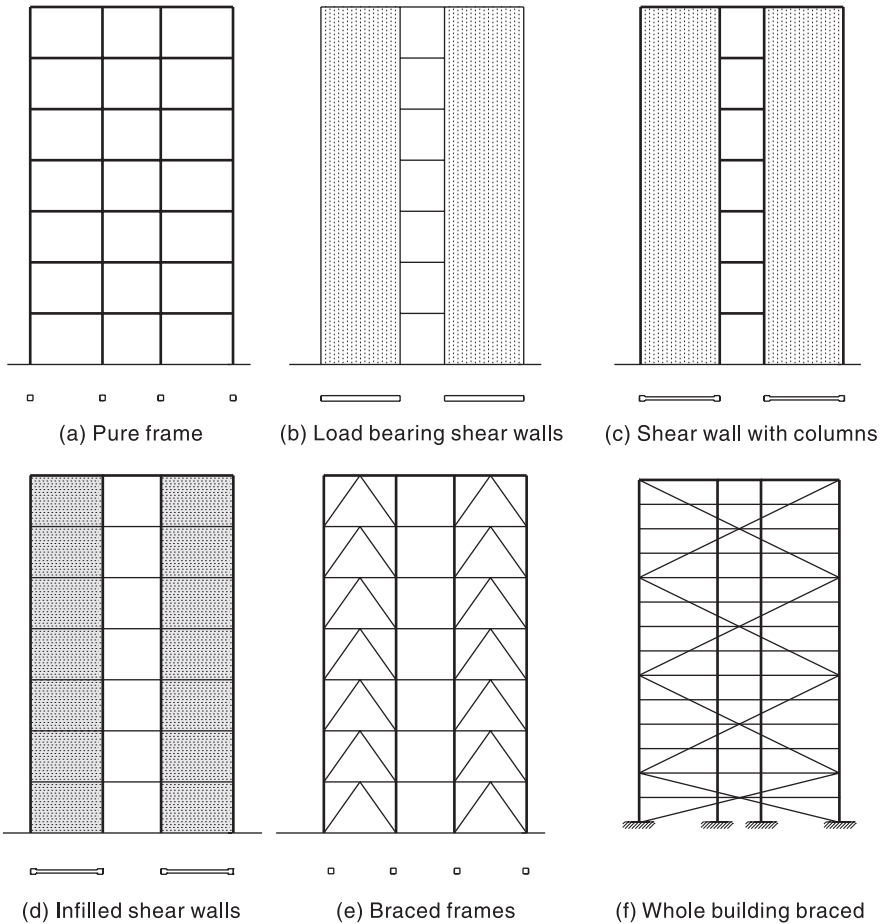 (a) Pure frame
(b) Load bearing shear walls
(c) Shear wall with columns
(d) Infilled shear walls
(e) Braced frames
(f) Whole building braced